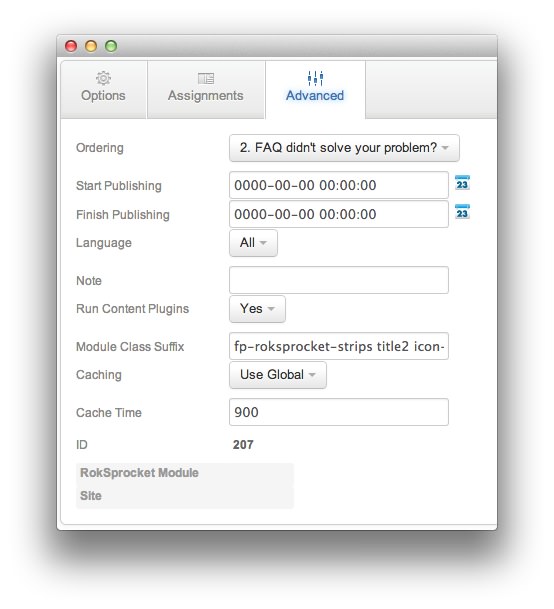 Options Assignments Advanced
Ordering 2. FAQ didn't solve your problem?
Start Publishing 0000-00-00 00:00:00 23
Finish Publishing 0000-00-00 00:00:00 23
Language All
Note
Run Content Plugins Yes
Module Class Suffix fp-roksprocket-strips title2 icon-
Caching Use Global
Cache Time 900
ID 207
RokSprocket Module
Site